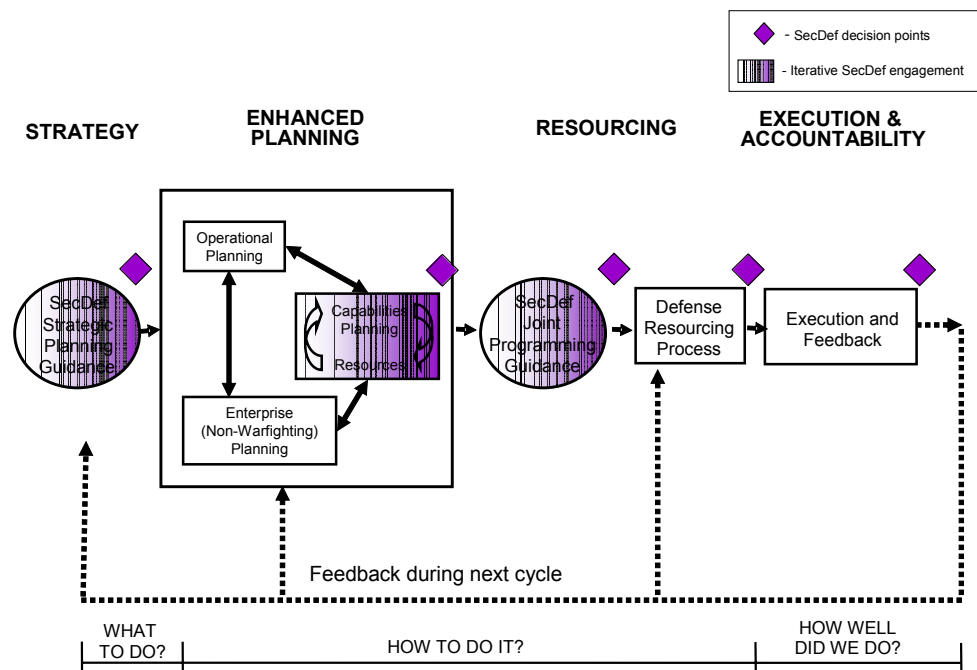 - SecDef decision points
- Iterative SecDef engagement
STRATEGY
ENHANCED
PLANNING
RESOURCING
EXECUTION &
ACCOUNTABILITY
Operational
Planning
SecDef
Strategic
Planning
Guidance
Capabilities
Planning
Resources
Enterprise
(Non-Warfighting)
Planning
SecDef
Joint
Programming
Guidance
Defense
Resourcing
Process
Execution and
Feedback
Feedback during next cycle
WHAT
TO DO?
HOW TO DO IT?
HOW WELL
DID WE DO?